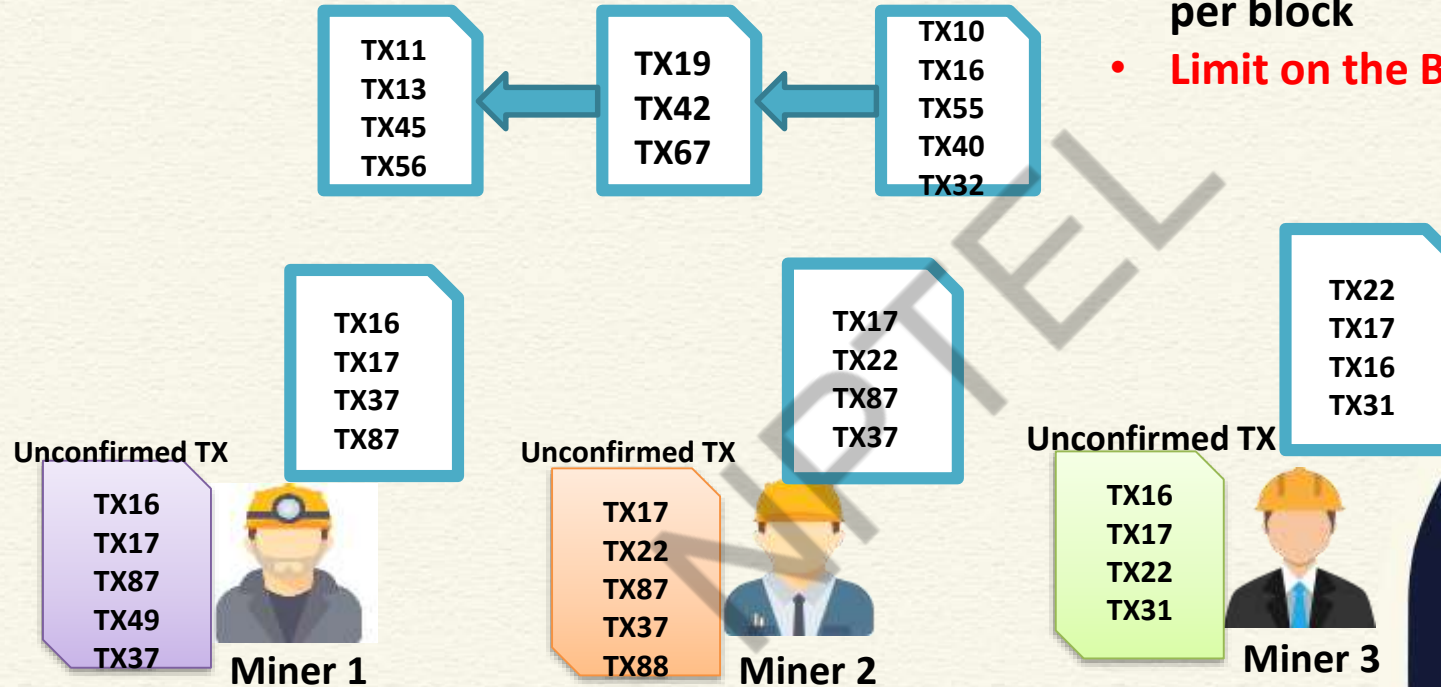 per block
• Limit on the B
TX11
TX13
TX45
TX56
TX19
TX42
TX67
TX10
TX16
TX55
TX40
TX32
TX16
TX17
TX37
TX87
TX17
TX22
TX87
TX37
TX22
TX17
TX16
TX31
Unconfirmed TX
TX16
TX17
TX87
TX49
TX37
Miner 1
Unconfirmed TX
TX17
TX22
TX87
TX37
TX88
Miner 2
Unconfirmed TX
TX16
TX17
TX22
TX31
Miner 3
NPTEL